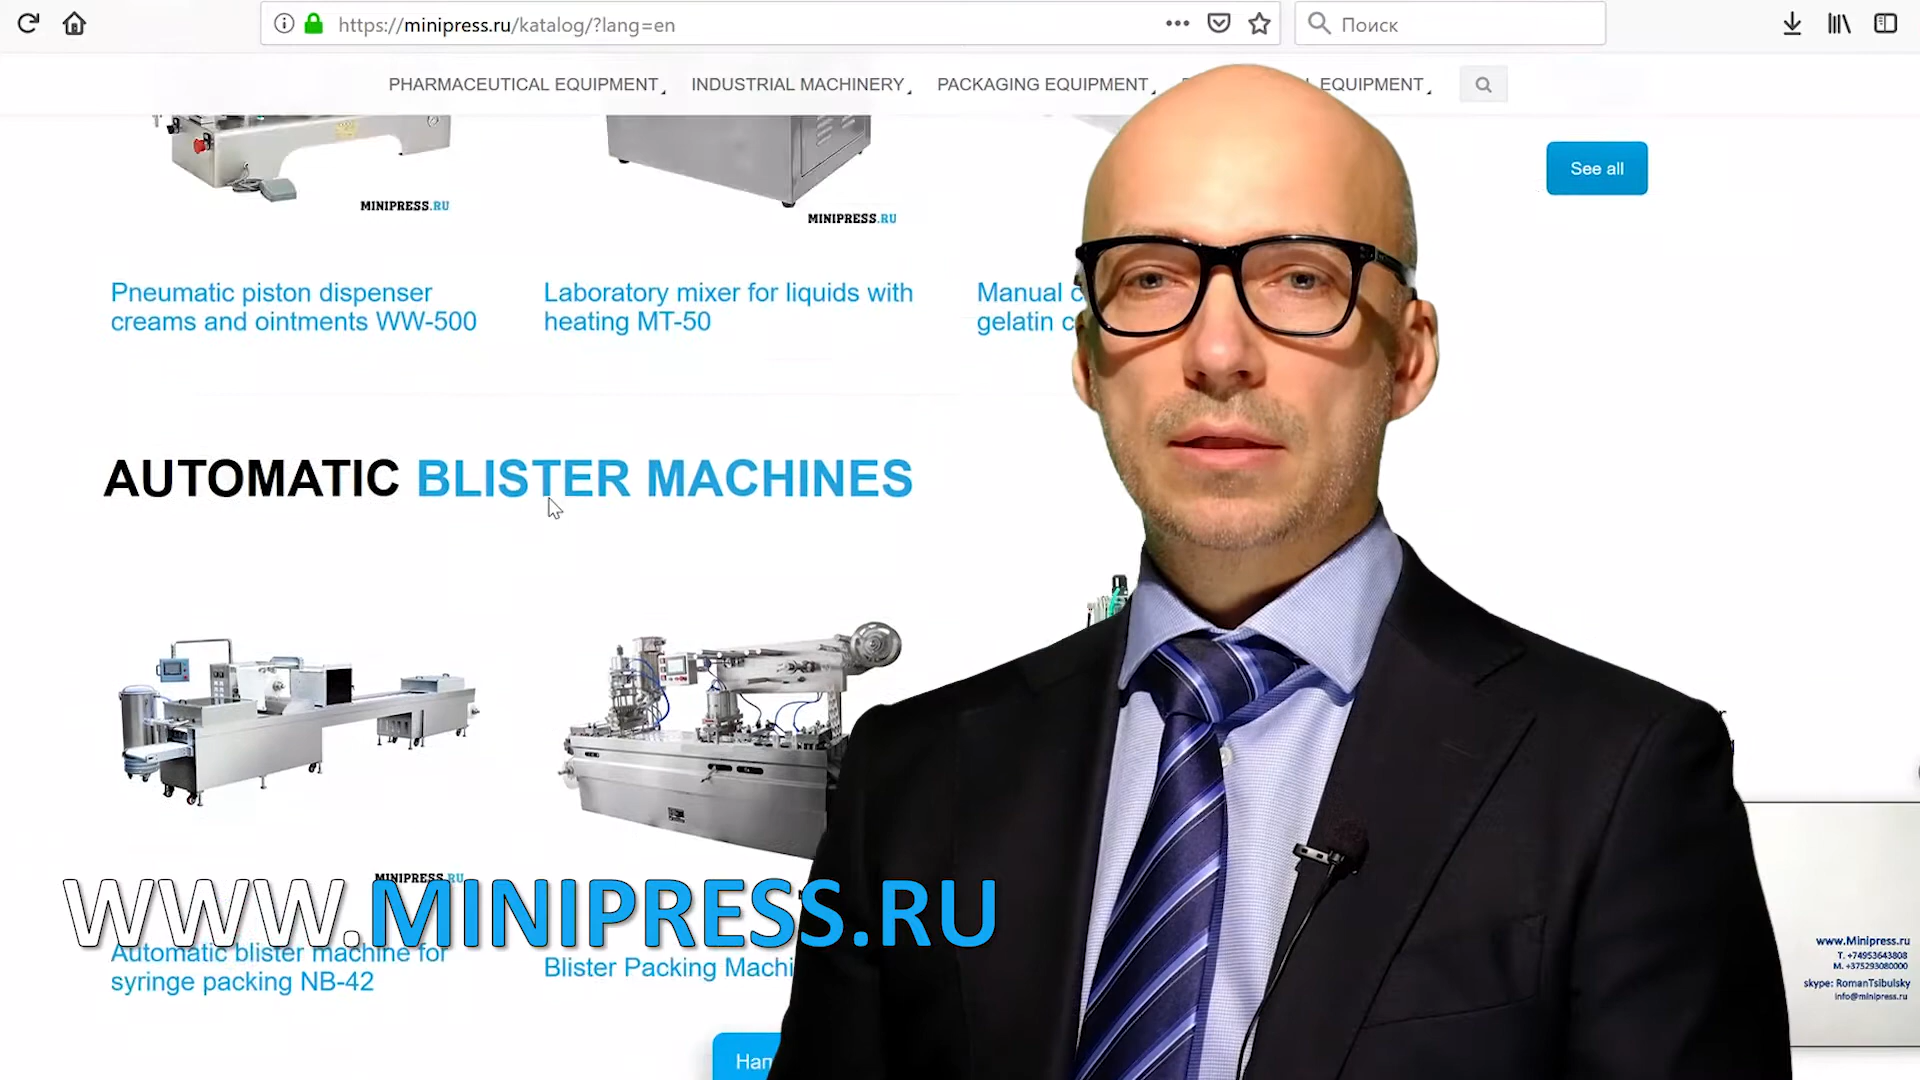 https://minipress.ru/katalog/?lang=en
Поиск
PHARMACEUTICAL EQUIPMENT
INDUSTRIAL MACHINERY
PACKAGING EQUIPMENT
EQUIPMENT
See all
MINIPRESS.RU
MINIPRESS.RU
Pneumatic piston dispenser
creams and ointments WW-500
Laboratory mixer for liquids with
heating MT-50
Manual
gelatin
AUTOMATIC BLISTER MACHINES
MINIPRESS.RU
WWW.MINIPRESS.RU
Automatic blister machine for
syringe packing NB-42
Blister Packing Machi
www.Minipress.ru
T. +74953643808
M. +375293080000
skype: RomanTsibulsky
info@minipress.ru